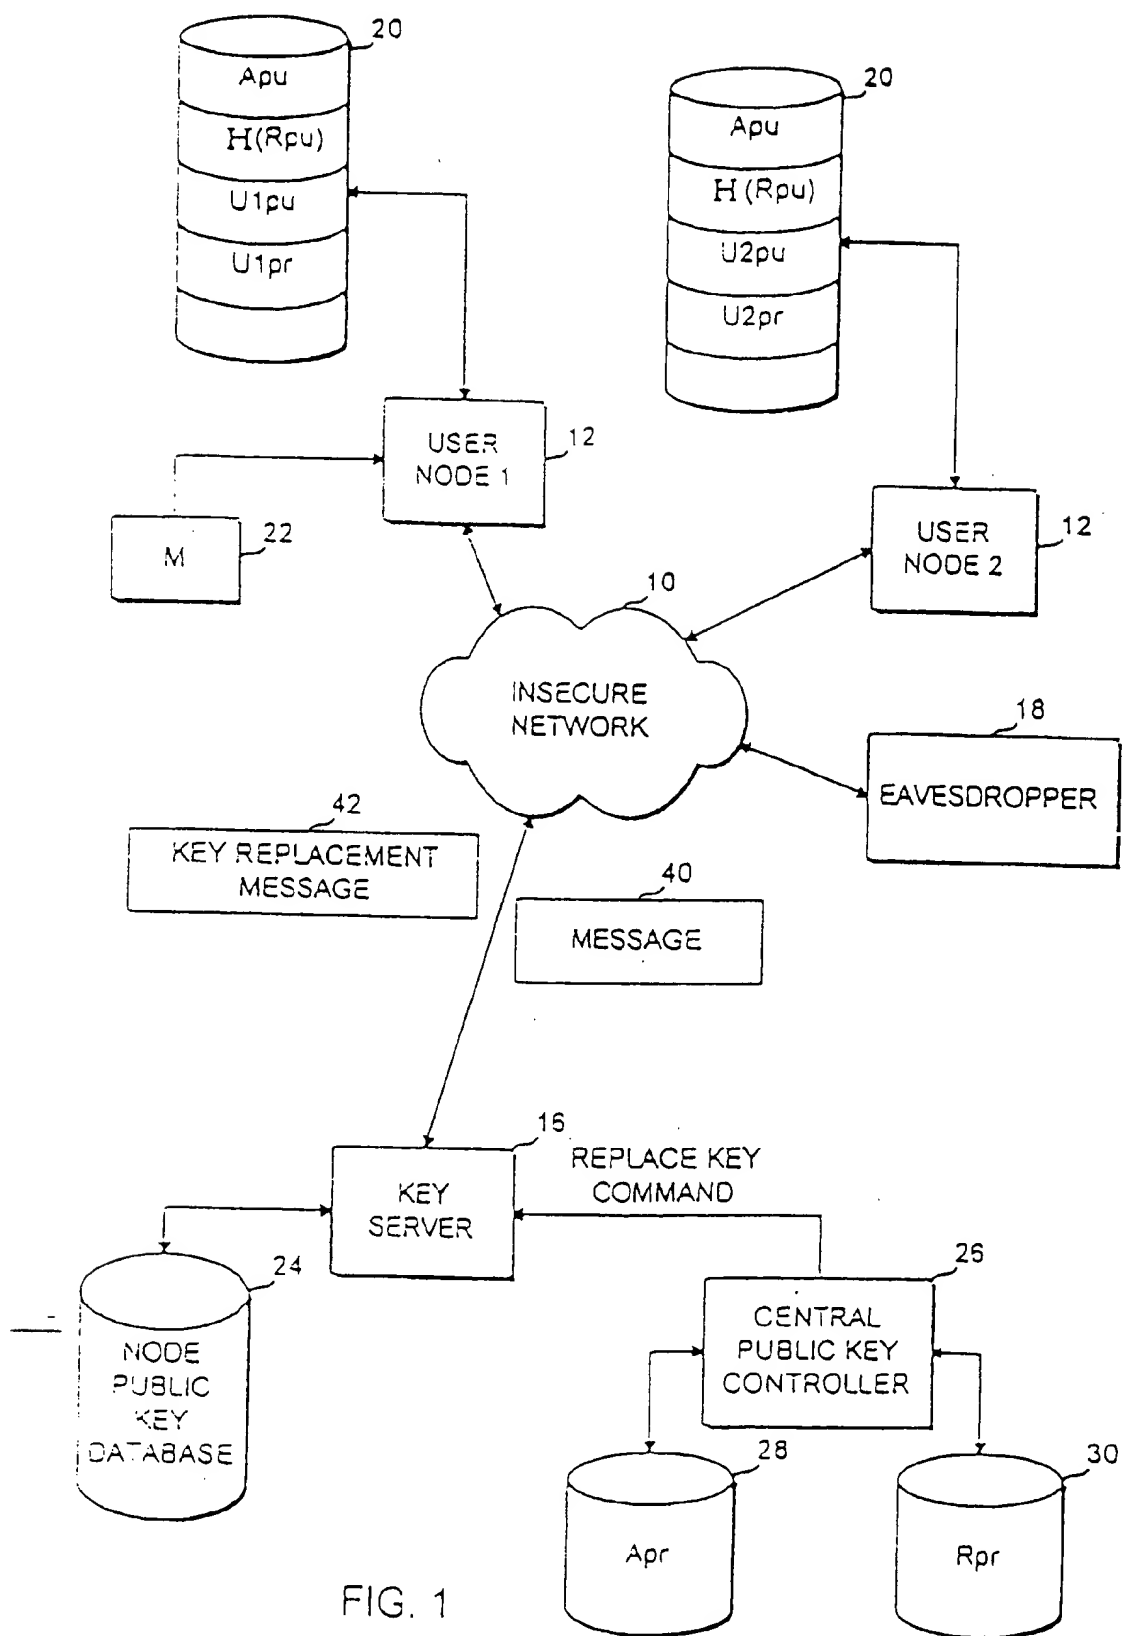 20
Apu
H(Rpu)
U1pu
U1pr
20
Apu
H(Rpu)
U2pu
U2pr
USER
NODE 1
12
M
22
USER
NODE 2
12
10
INSECURE
NETWORK
18
EAVESDROPPER
42
KEY REPLACEMENT
MESSAGE
40
MESSAGE
16
KEY
SERVER
REPLACE KEY
COMMAND
24
NODE
PUBLIC
KEY
DATABASE
26
CENTRAL
PUBLIC KEY
CONTROLLER
28
Apr
30
Rpr
FIG. 1